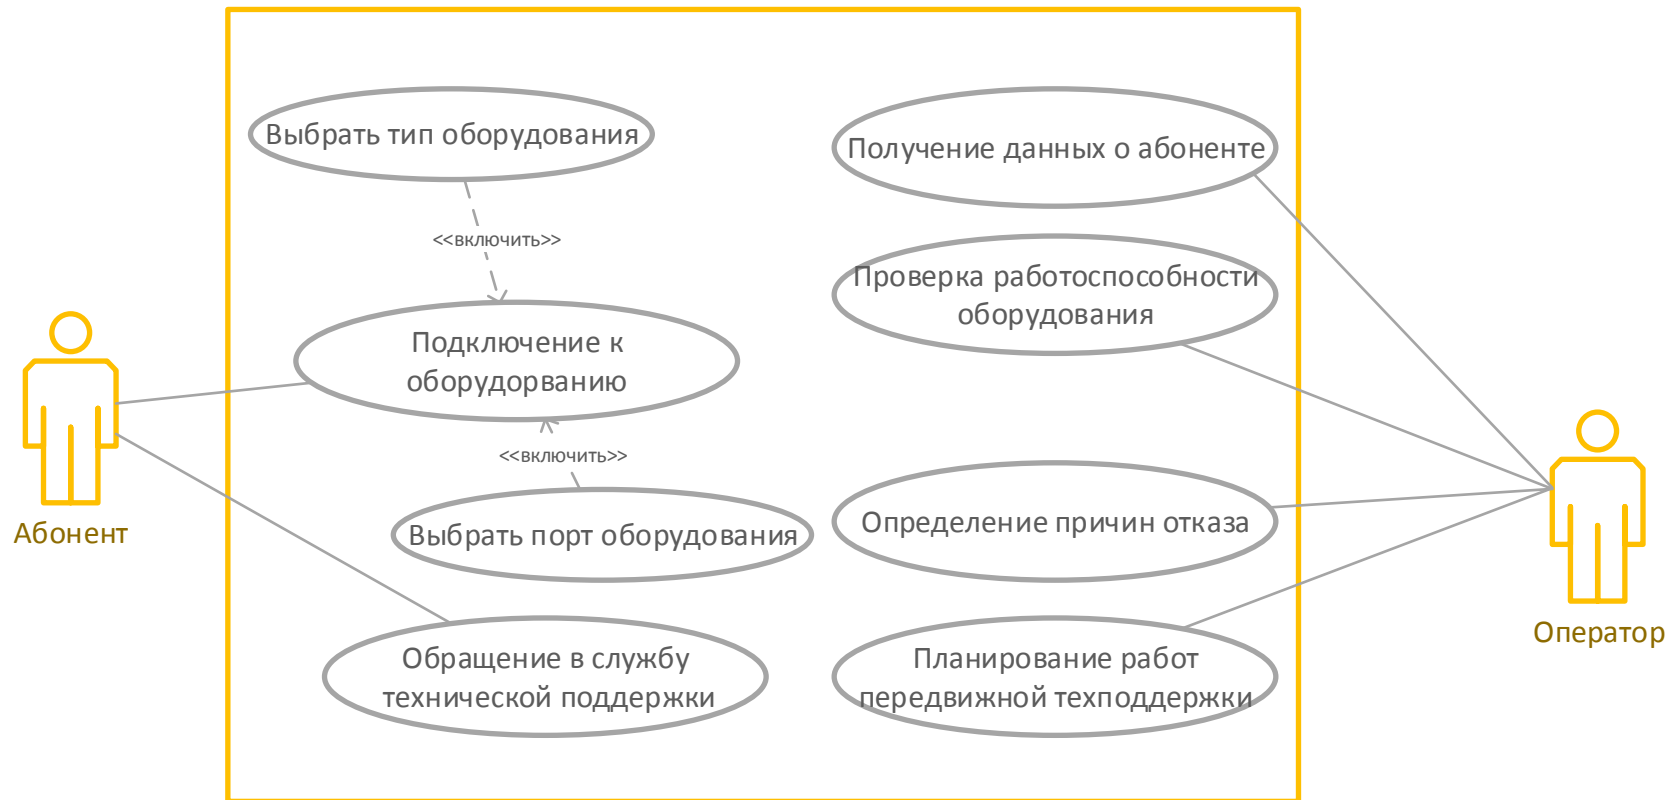 Выбрать тип оборудования
Получение данных о абоненте
<<включить>>
Проверка работоспособности
оборудования
Подключение к
оборудорванию
<<включить>>
Абонент
Выбрать порт оборудования
Определение причин отказа
Оператор
Обращение в службу
технической поддержки
Планирование работ
передвижной техподдержки